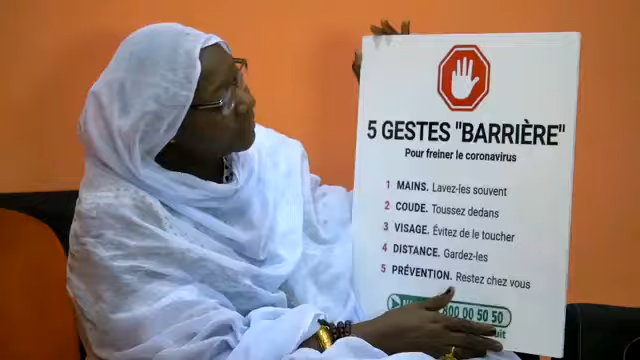 5 GESTES "BARRIÈRE"
Pour freiner le coronavirus
1 MAINS. Lavez-les souvent
2 COUDE. Toussez dedans
3 VISAGE. Évitez de le toucher
4 DISTANCE. Gardez-les
5 PRÉVENTION. Restez chez vous
800 00 50 50